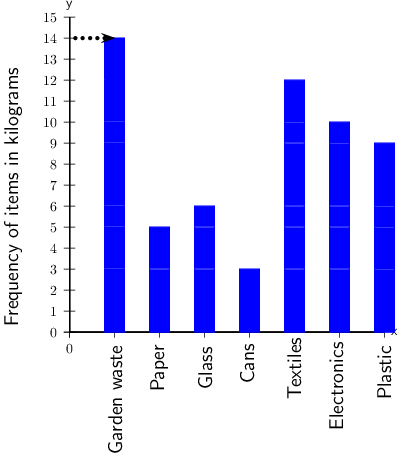 y
15
14
13
12
11
10
9
8
7
6
5
4
3
2
1
0
Frequency of items in kilograms
0
x
Garden waste
Paper
Glass
Cans
Textiles
Electronics
Plastic